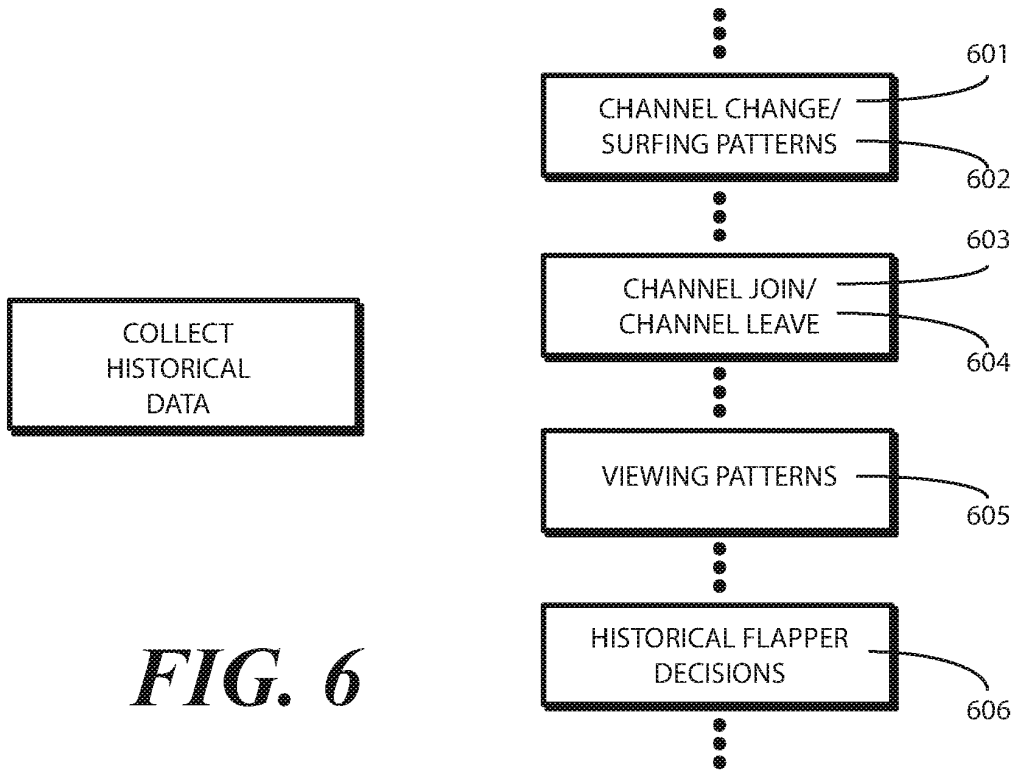 601
CHANNEL CHANGE/
SURFING PATTERNS
602
603
CHANNEL JOIN/
CHANNEL LEAVE
604
COLLECT
HISTORICAL
DATA
VIEWING PATTERNS
605
HISTORICAL FLAPPER
DECISIONS
606
FIG. 6